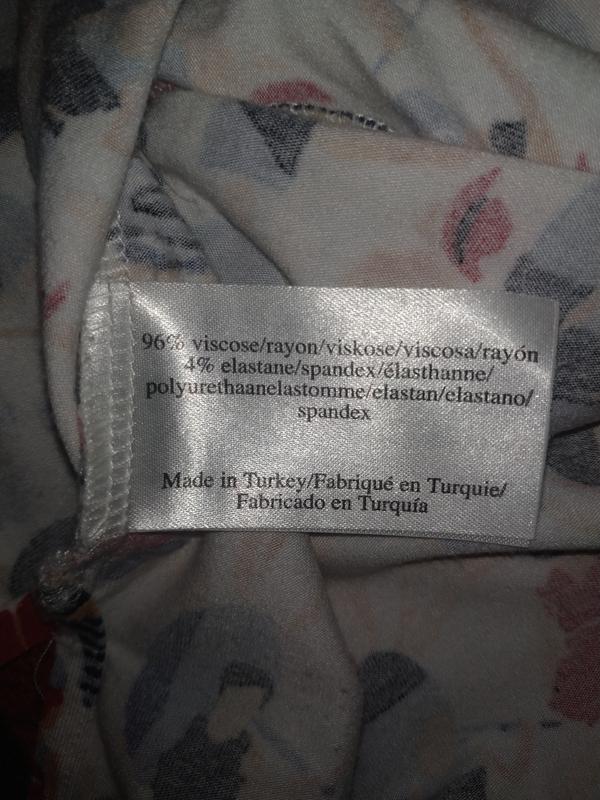 96% viscose/rayon/viskose/viscosa/rayón
4% elastane/spandex/élasthanne/
polyurethaanelastomme/elastan/elastano/
spandex
Made in Turkey/Fabriqué en Turquie/
Fabricado en Turquía